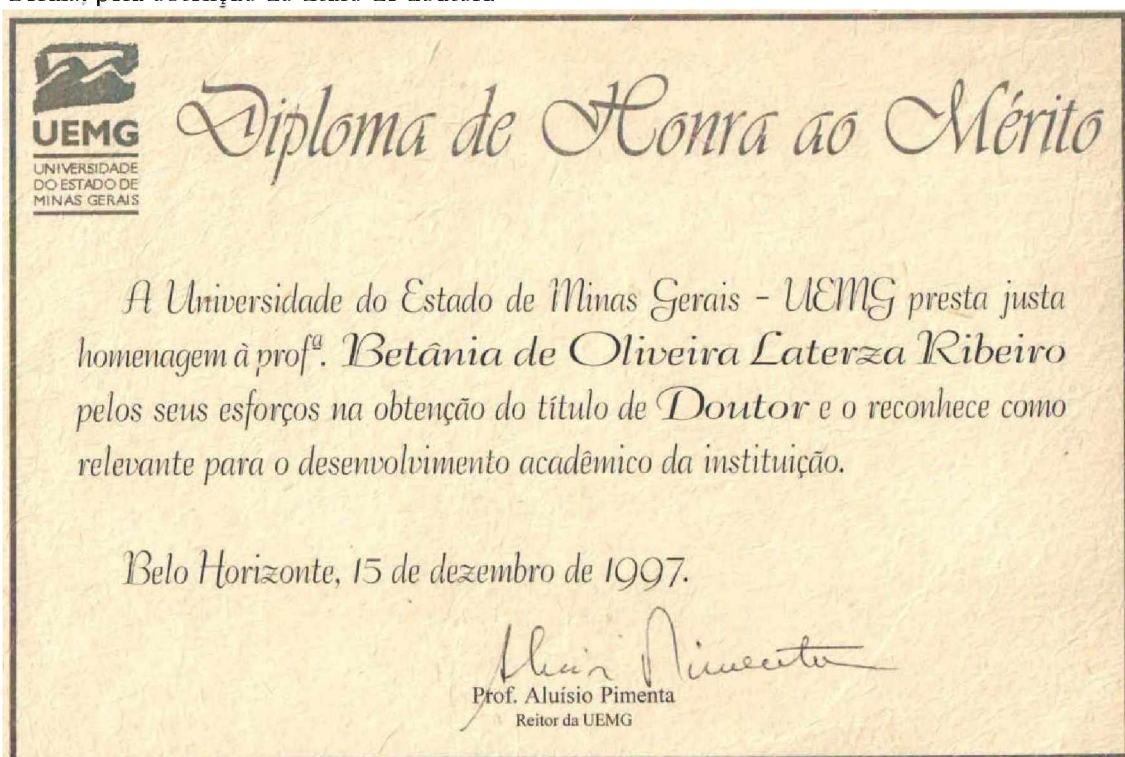 UEMG
UNIVERSIDADE
DO ESTADO DE
MINAS GERAIS
Diploma de Honra ao Mérito
A Universidade do Estado de Minas Gerais - UEMG presta justa
homenagem à profª. Betânia de Oliveira Laterza Ribeiro
pelos seus esforços na obtenção do título de Doutor e o reconhece como
relevante para o desenvolvimento acadêmico da instituição.
Belo Horizonte, 15 de dezembro de 1997.
Prof. Aluísio Pimenta
Reitor da UEMG